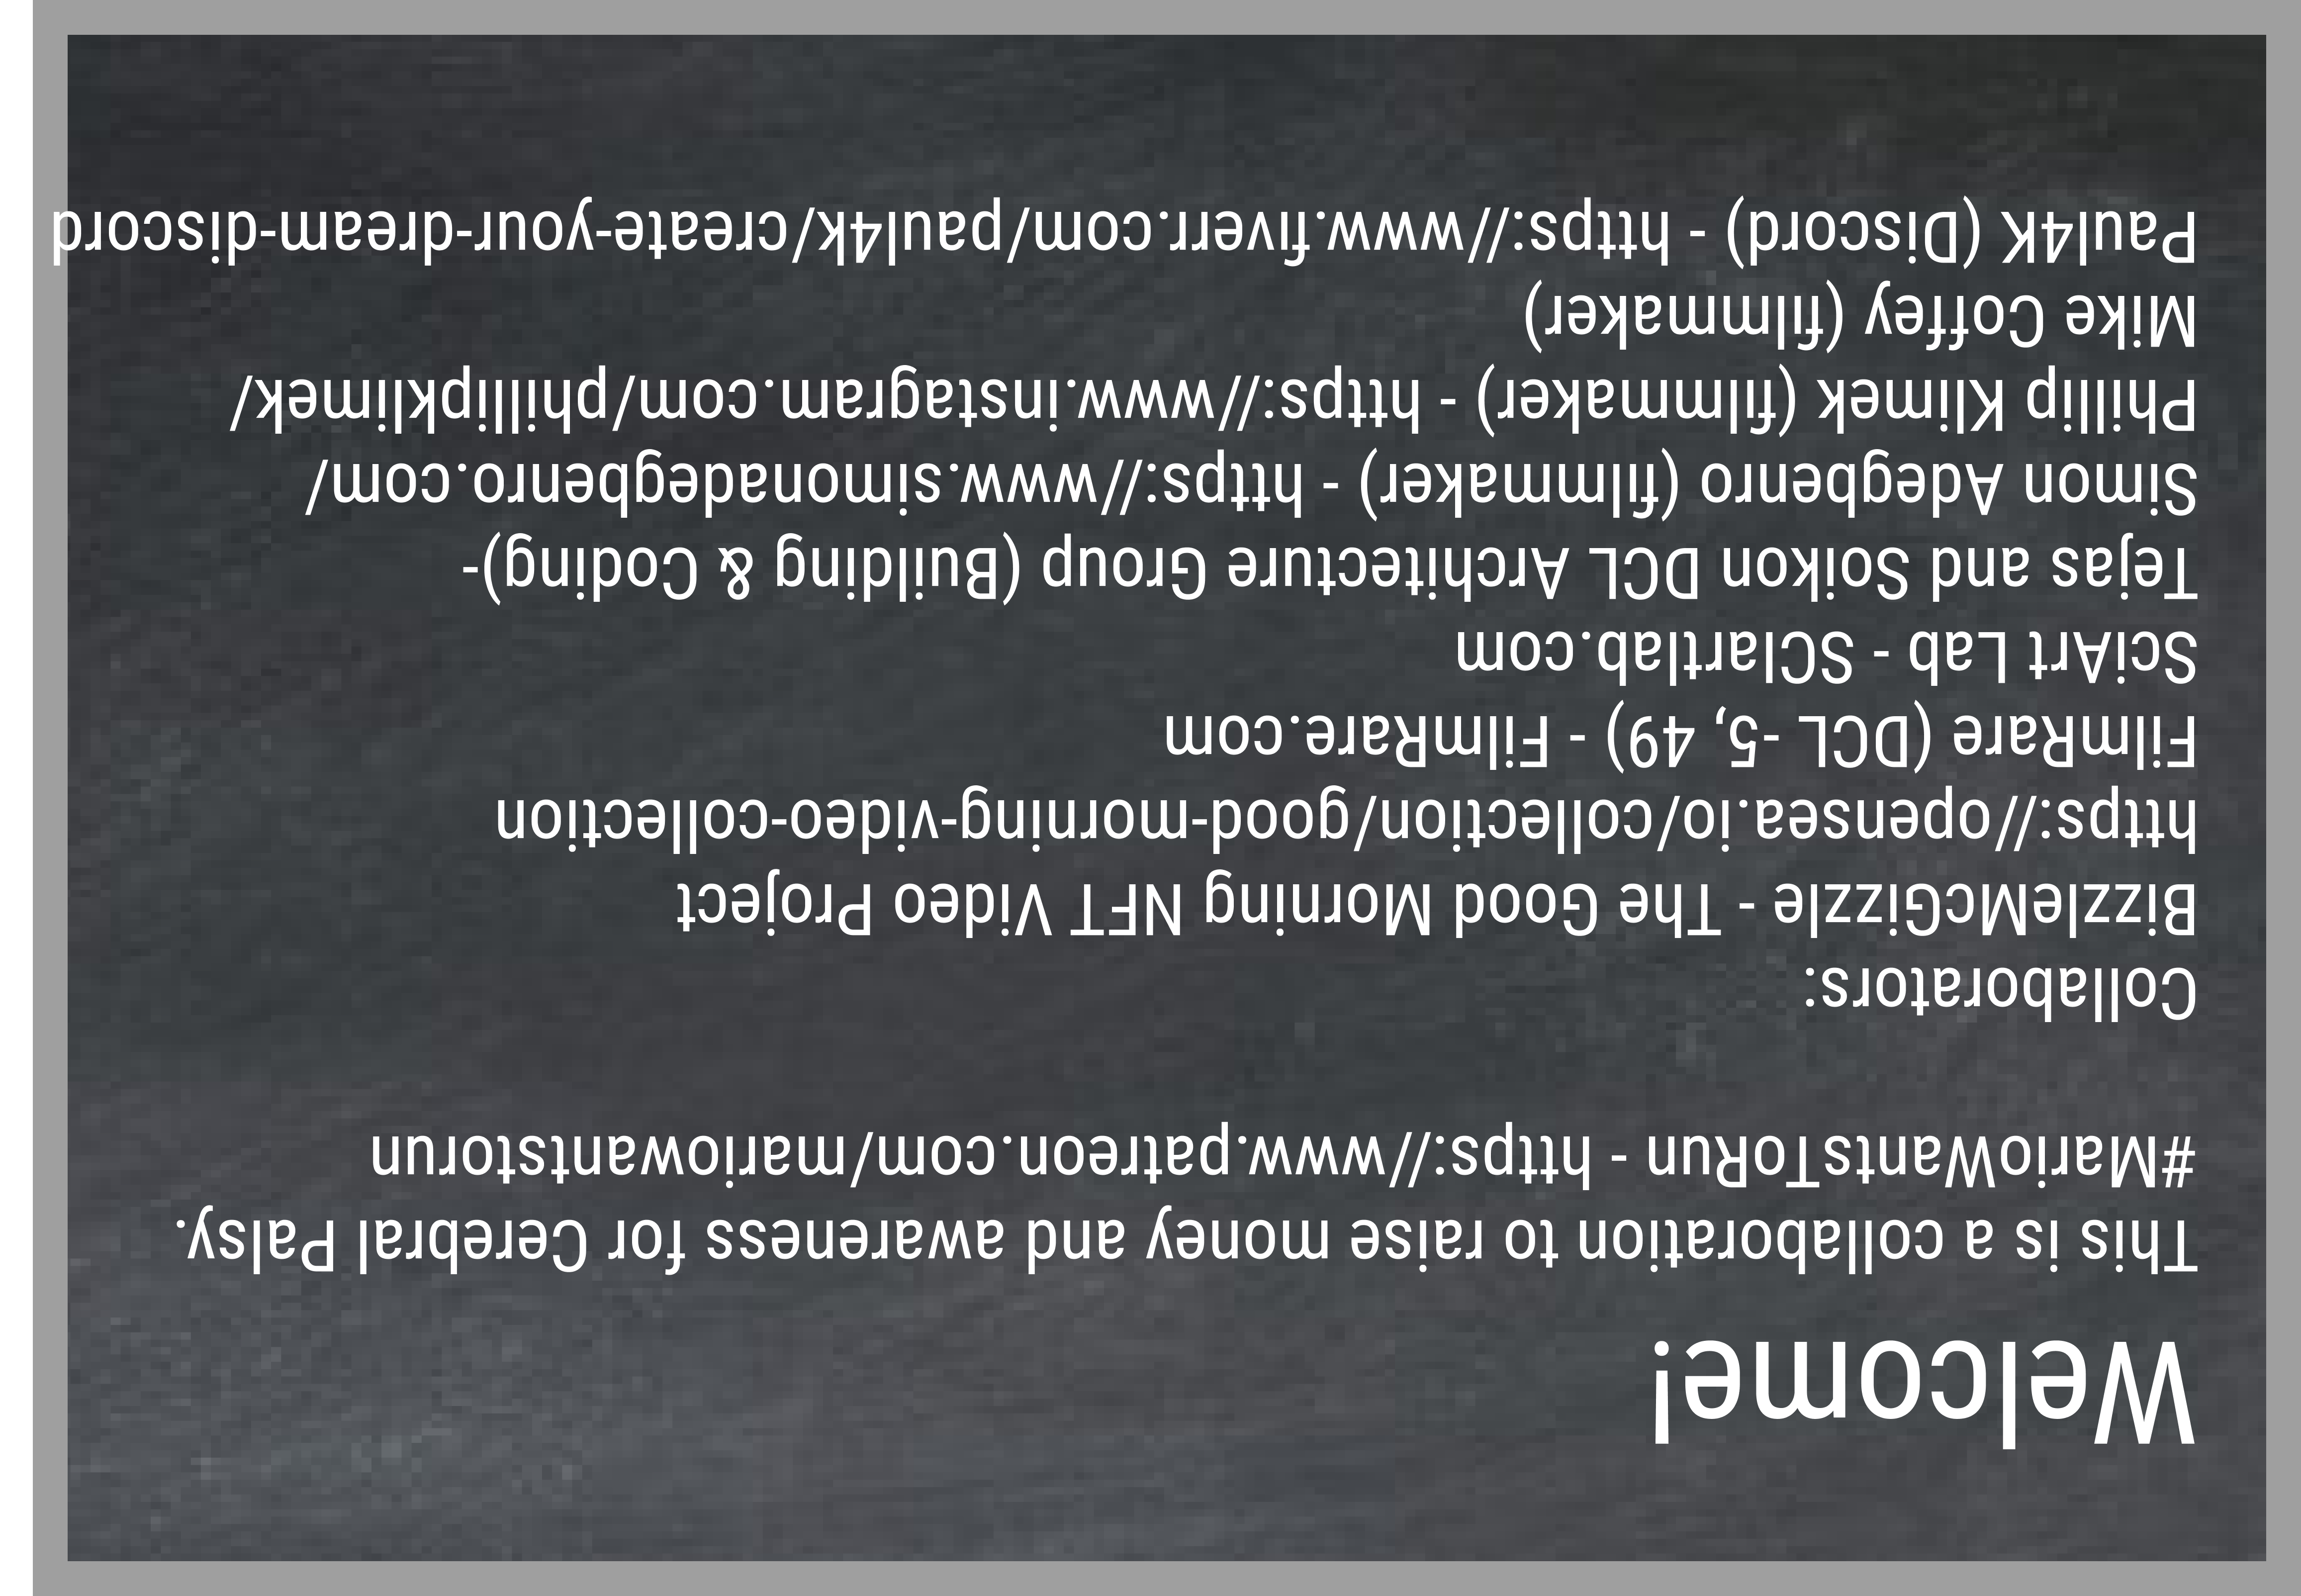 Welcome!
This is a collaboration to raise money and awareness for Cerebral Palsy.
#MarioWantsToRun - https://www.patreon.com/mariowantstorun
Collaborators:
BizzleMcGizzle - The Good Morning NFT Video Project
https://opensea.io/collection/good-morning-video-collection
FilmRare (DCL -5, 49) - FilmRare.com
SciArt Lab - SCIartlab.com
Tejas and Soikon DCL Architecture Group (Building & Coding)-
Simon Adegbenro (filmmaker) - https://www.simonadegbenro.com/
Phillip Klimek (filmmaker) - https://www.instagram.com/phillipklimek/
Mike Coffey (filmmaker)
Paul4K (Discord) - https://www.fiverr.com/paul4k/create-your-dream-discord